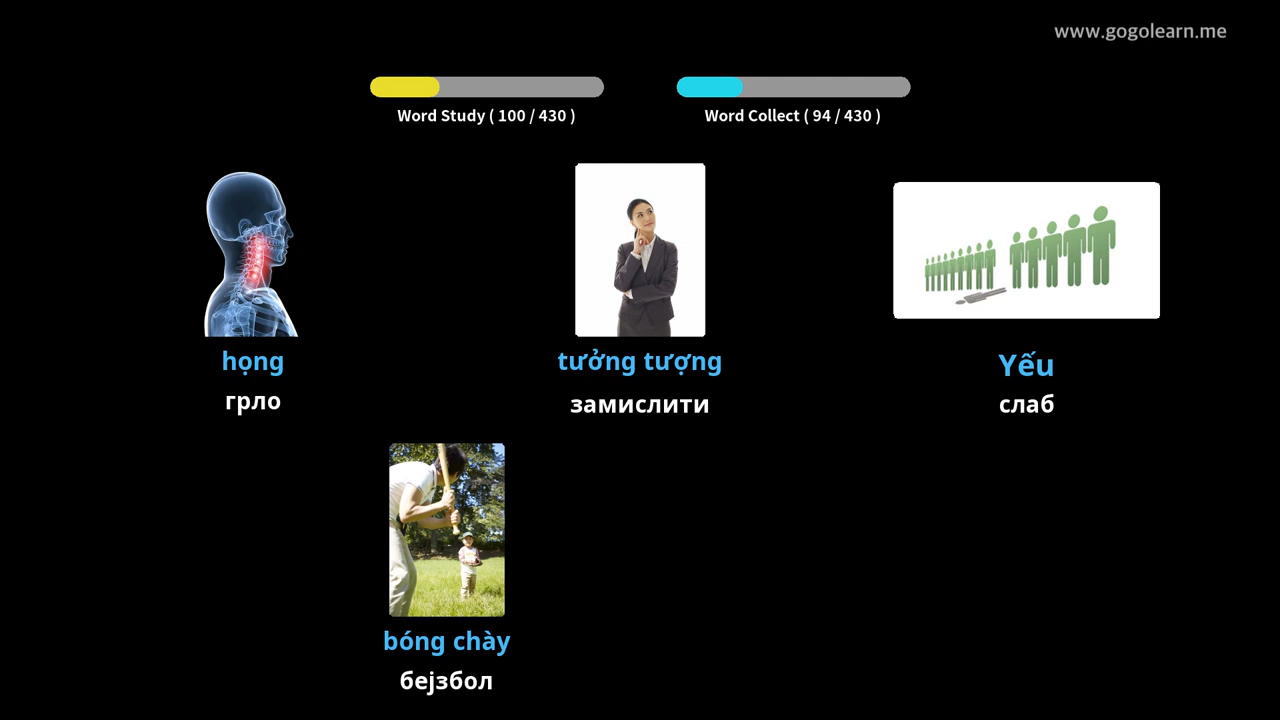 www.gogolearn.me
Word Study ( 100 / 430 )
Word Collect ( 94 / 430 )
họng
грло
tưởng tượng
замислити
Yếu
слаб
bóng chày
бејзбол